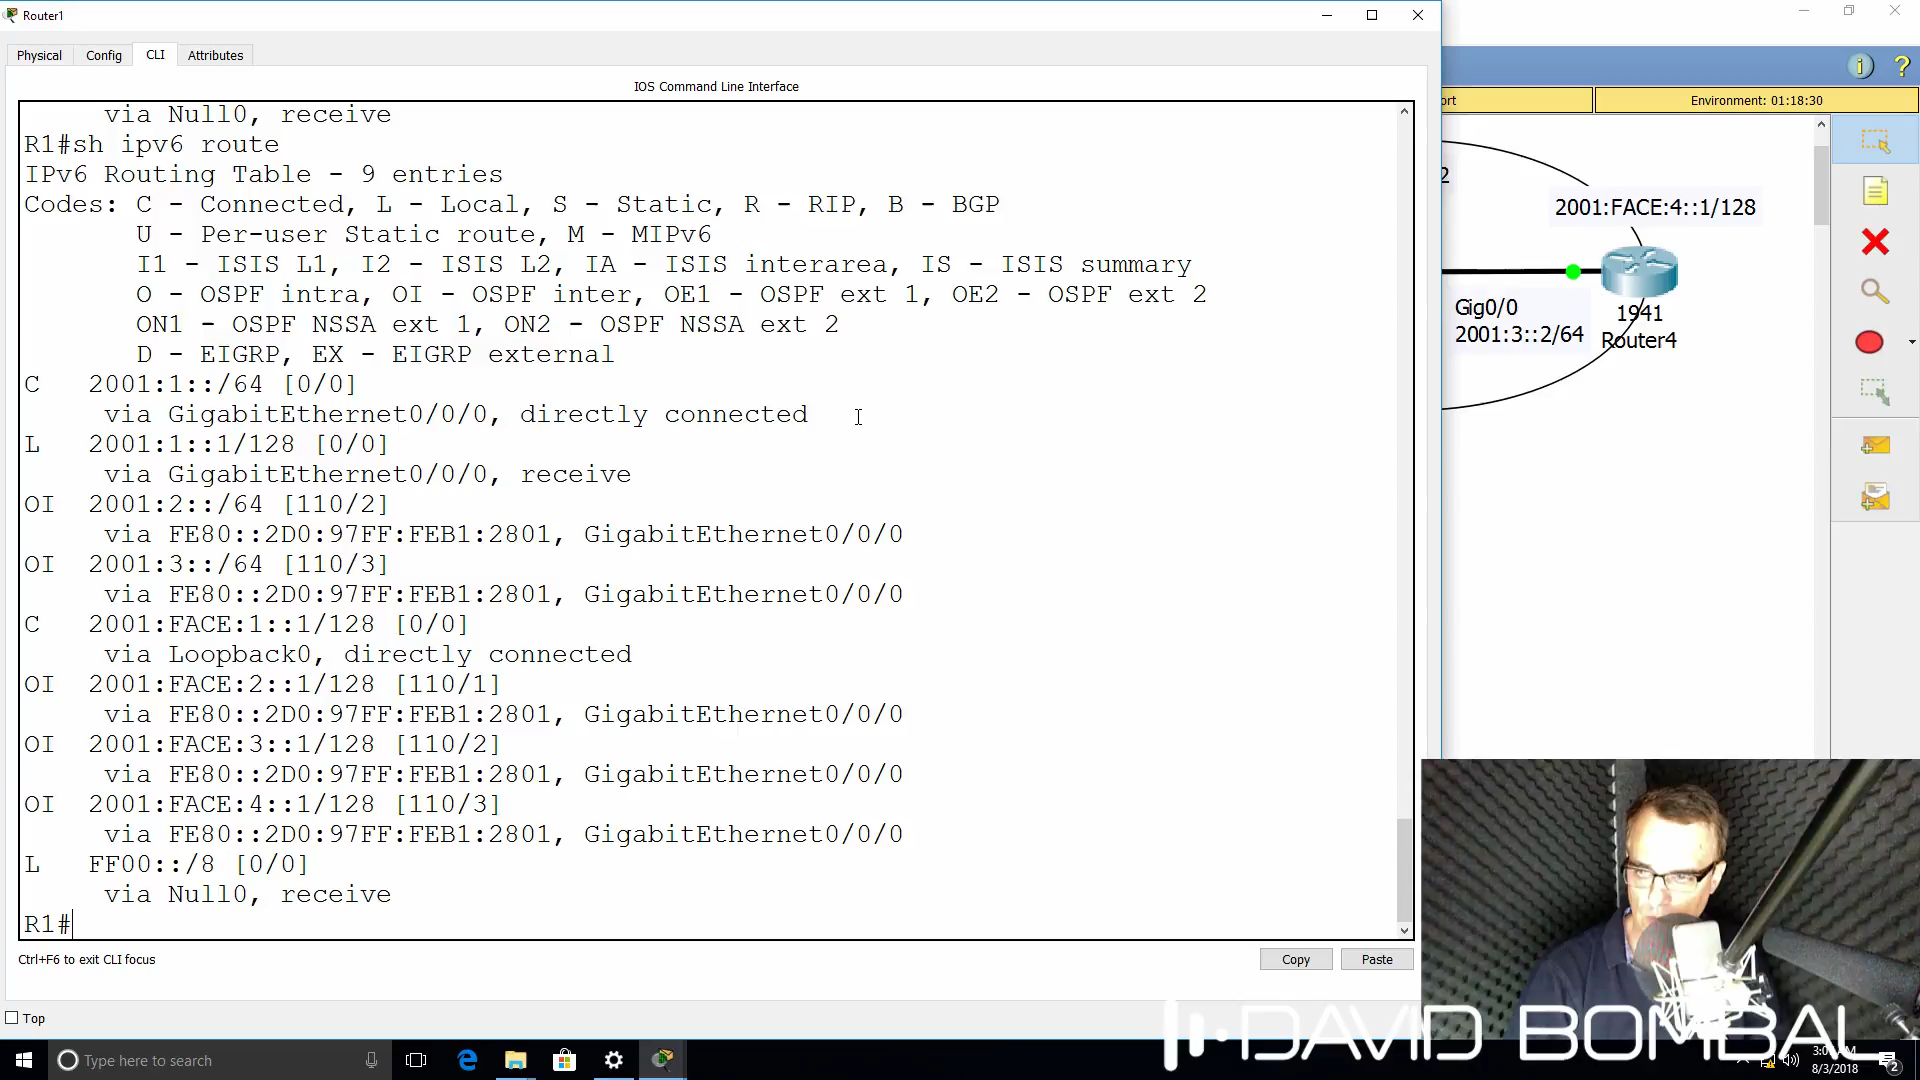 Router1
Physical Config CLI Attributes
IOS Command Line Interface
via Null0, receive
R1#sh ipv6 route
IPv6 Routing Table - 9 entries
Codes: C - Connected, L - Local, S - Static, R - RIP, B - BGP
U - Per-user Static route, M - MIPv6
I1 - ISIS L1, I2 - ISIS L2, IA - ISIS interarea, IS - ISIS summary
O - OSPF intra, OI - OSPF inter, OE1 - OSPF ext 1, OE2 - OSPF ext 2
ON1 - OSPF NSSA ext 1, ON2 - OSPF NSSA ext 2
D - EIGRP, EX - EIGRP external
C 2001:1::/64 [0/0]
via GigabitEthernet0/0/0, directly connected
L 2001:1::1/128 [0/0]
via GigabitEthernet0/0/0, receive
OI 2001:2::/64 [110/2]
via FE80::2D0:97FF:FEB1:2801, GigabitEthernet0/0/0
OI 2001:3::/64 [110/3]
via FE80::2D0:97FF:FEB1:2801, GigabitEthernet0/0/0
C 2001:FACE:1::1/128 [0/0]
via Loopback0, directly connected
OI 2001:FACE:2::1/128 [110/1]
via FE80::2D0:97FF:FEB1:2801, GigabitEthernet0/0/0
OI 2001:FACE:3::1/128 [110/2]
via FE80::2D0:97FF:FEB1:2801, GigabitEthernet0/0/0
OI 2001:FACE:4::1/128 [110/3]
via FE80::2D0:97FF:FEB1:2801, GigabitEthernet0/0/0
L FF00::/8 [0/0]
via Null0, receive
R1#
Ctrl+F6 to exit CLI focus
Copy Paste
Top
ort
Environment: 01:18:30
2
2001:FACE:4::1/128
Gig0/0
2001:3::2/64
1941
Router4
DAVID BOMBAL
Type here to search
8/3/2018
2